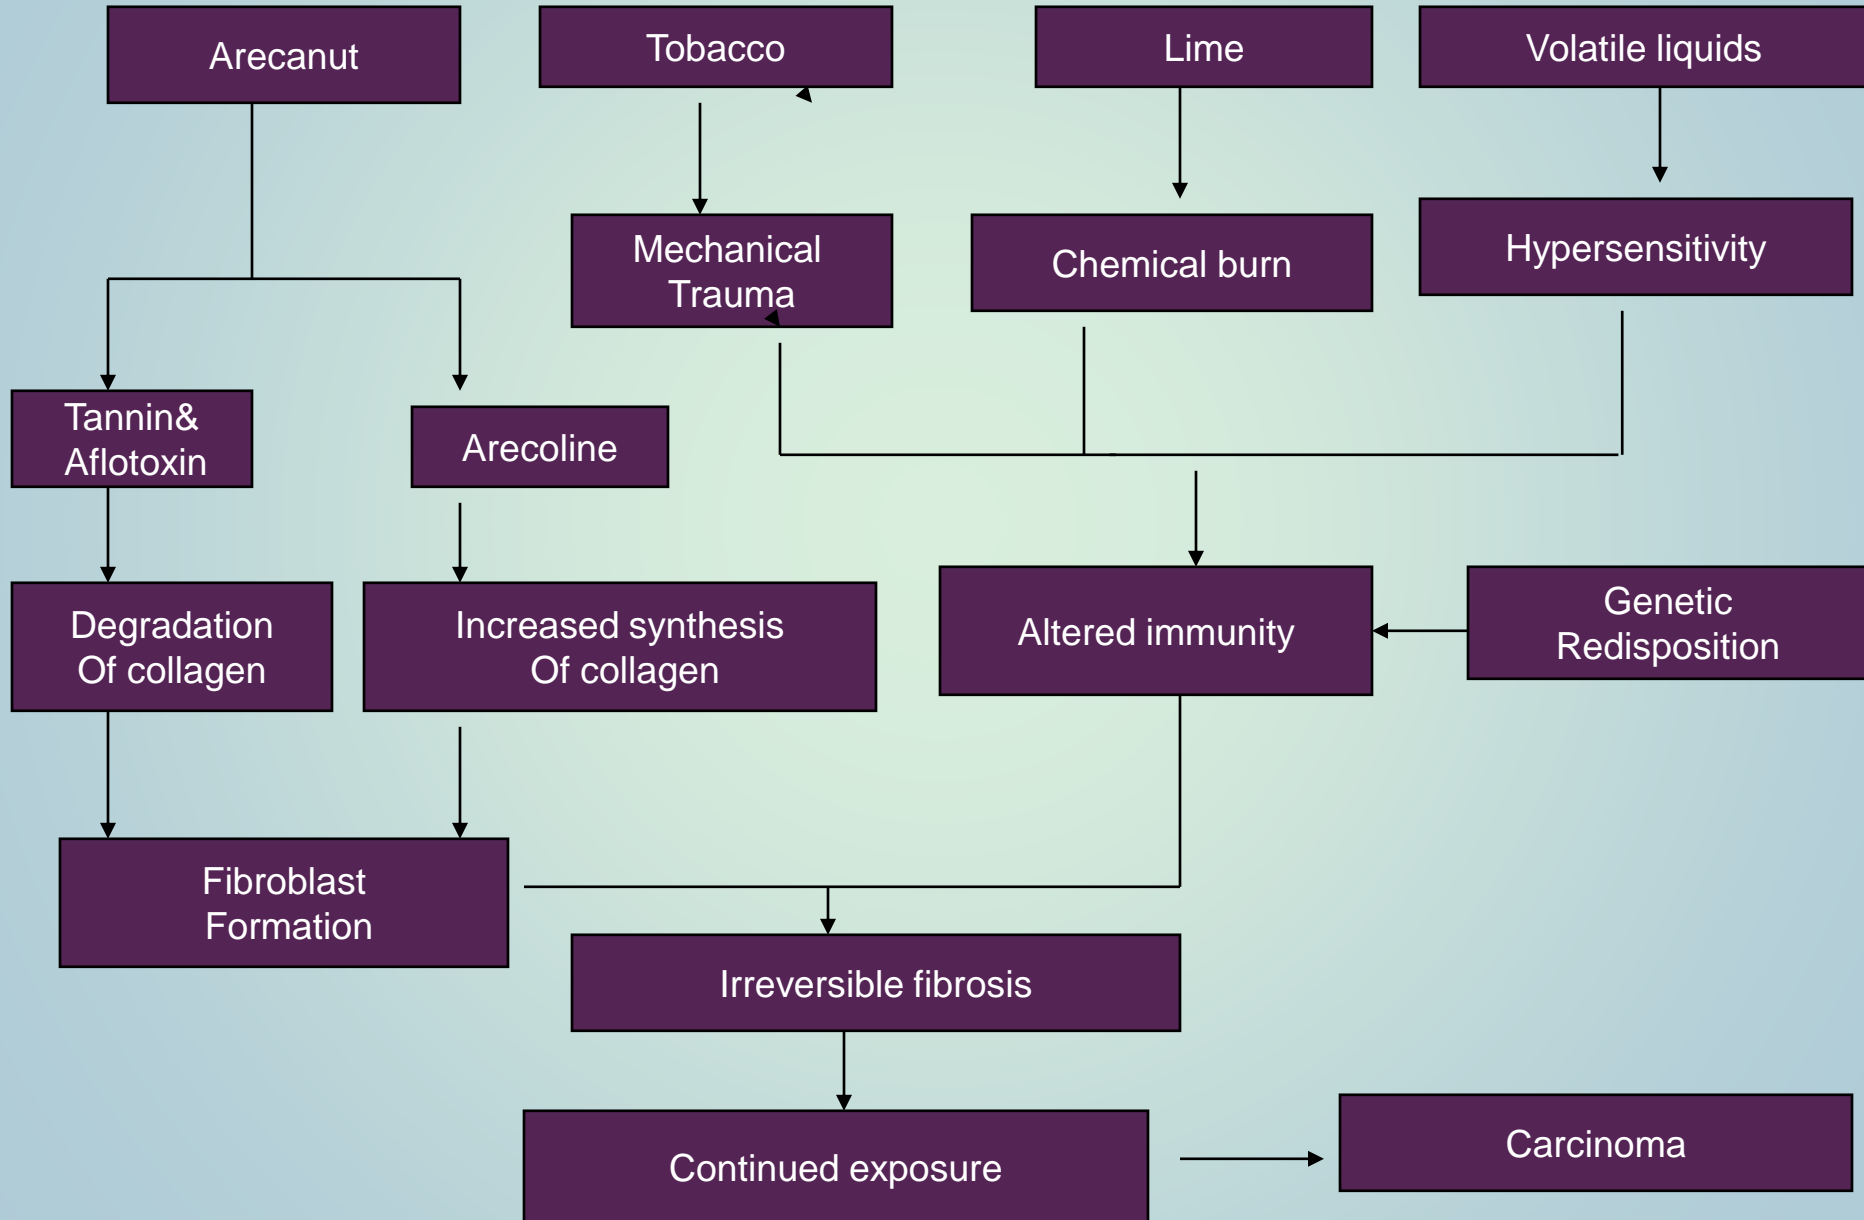 Arecanut
Tobacco
Lime
Volatile liquids
Mechanical
Trauma
Chemical burn
Hypersensitivity
Tannin&
Aflotoxin
Arecoline
Degradation
Of collagen
Increased synthesis
Of collagen
Altered immunity
Genetic
Redisposition
Fibroblast
Formation
Irreversible fibrosis
Continued exposure
Carcinoma